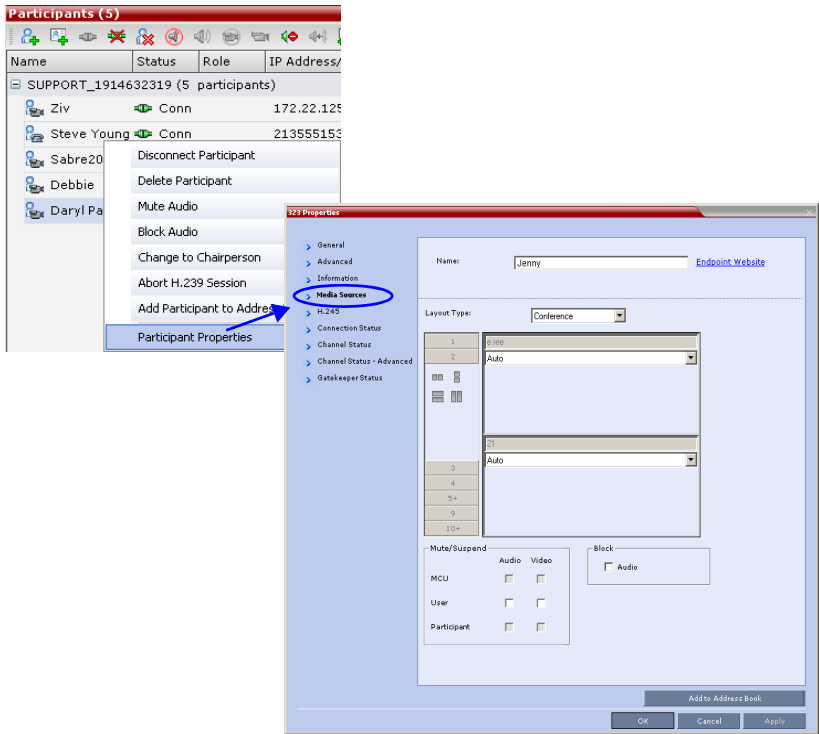 Participants (5)
Name Status Role IP Address/
SUPPORT_1914632319 (5 participants)
Ziv Conn 172.22.125
Steve Young Conn 213555153
Sabre20
Debbie
Daryl Pa
Disconnect Participant
Delete Participant
Mute Audio
Block Audio
Change to Chairperson
Abort H.239 Session
Add Participant to Addre
Participant Properties
323 Properties
General
Advanced
Information
Media Sources
H.245
Connection Status
Channel Status
Channel Status - Advanced
Gatekeeper Status
Name: Jenny Endpoint Website
Layout Type: Conference
1
2
3
4
5+
9
10+
e ree
Auto
21
Auto
Mute/Suspend
Audio Video
MCU
User
Participant
Block
Audio
Add to Address Book
OK Cancel Apply